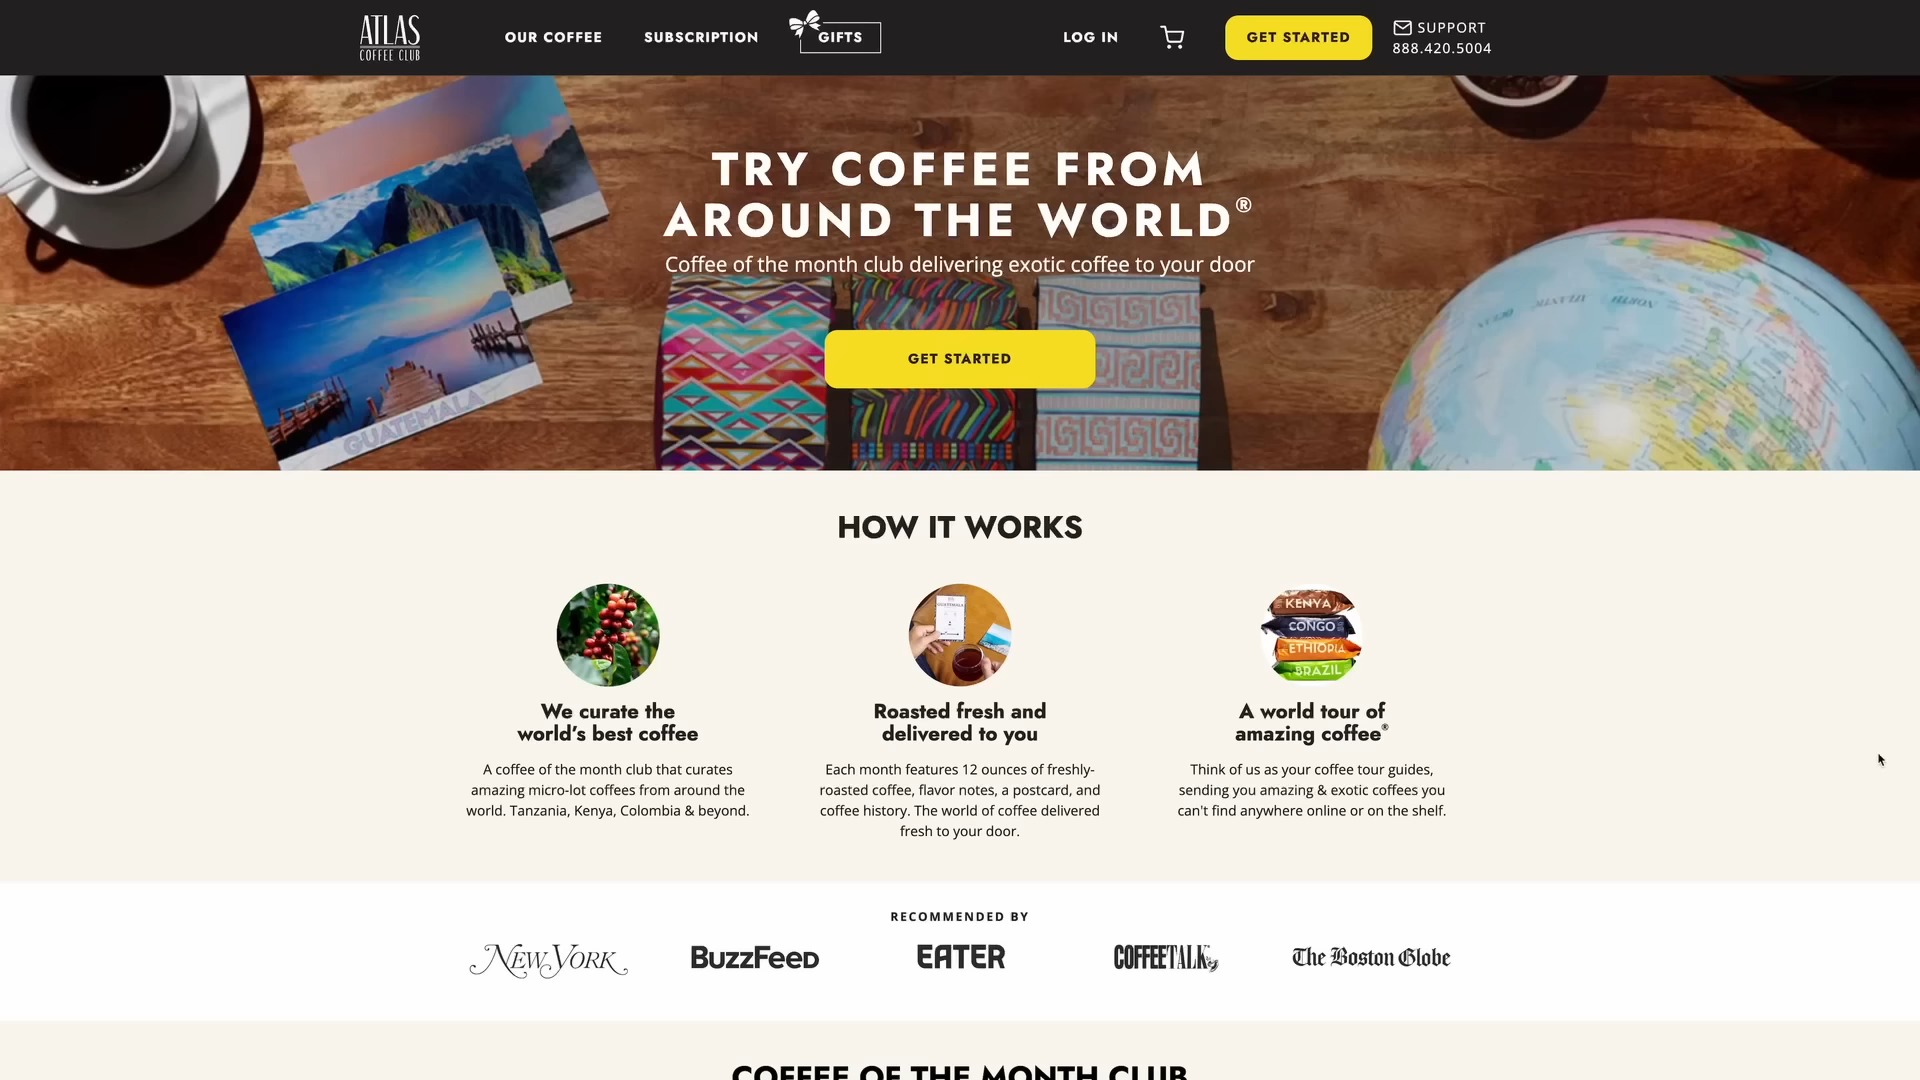 ATLAS
COFFEE CLUB
OUR COFFEE
SUBSCRIPTION
GIFTS
LOG IN
GET STARTED
SUPPORT
888.420.5004
TRY COFFEE FROM
AROUND THE WORLD®
Coffee of the month club delivering exotic coffee to your door
GET STARTED
GUATEMALA
HOW IT WORKS
GUATEMALA
KENYA
CONGO
ETHIOPIA
BRAZIL
We curate the
world's best coffee
A coffee of the month club that curates
amazing micro-lot coffees from around the
world. Tanzania, Kenya, Colombia & beyond.
Roasted fresh and
delivered to you
Each month features 12 ounces of freshly-
roasted coffee, flavor notes, a postcard, and
coffee history. The world of coffee delivered
fresh to your door.
A world tour of
amazing coffee®
Think of us as your coffee tour guides,
sending you amazing & exotic coffees you
can't find anywhere online or on the shelf.
RECOMMENDED BY
NEW YORK
BuzzFeed
EATER
COFFEETALK
The Boston Globe
COFFEE OF THE MONTH CLUB